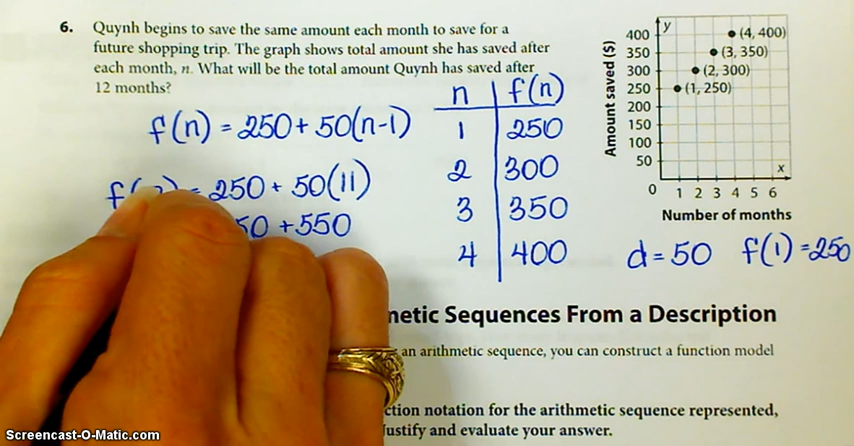 6. Quynh begins to save the same amount each month to save for a
future shopping trip. The graph shows total amount she has saved after
each month, n. What will be the total amount Quynh has saved after
12 months?
f(n) = 250 + 50(n-1)
= 250 + 50(11)
50 + 550
n f(n)
1 250
2 300
3 350
4 400
Amount saved ($)
y
400
350
300
250
200
150
100
50
0
1 2 3 4 5 6
x
(4, 400)
(3, 350)
(2, 300)
(1, 250)
Number of months
d = 50 f(1) = 250
Sequences From a Description
an arithmetic sequence, you can construct a function model
notation for the arithmetic sequence represented,
and evaluate your answer.
Screencast-O-Matic.com